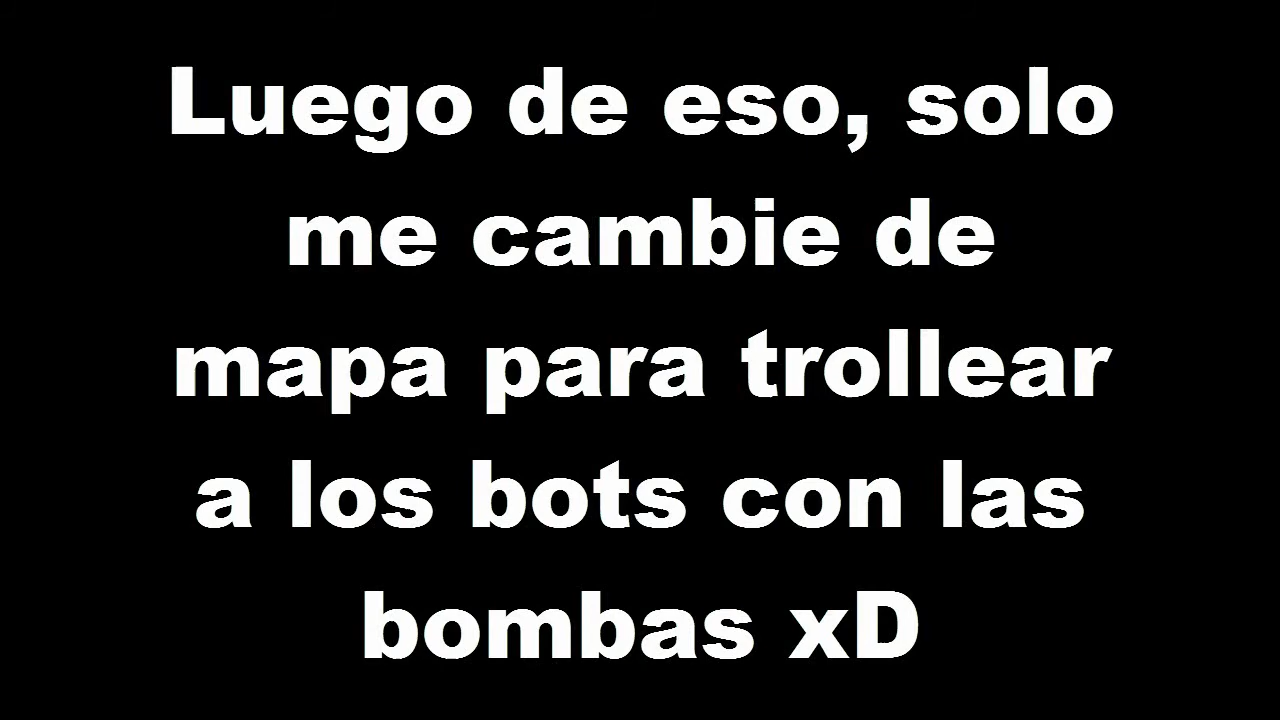 Luego de eso, solo
me cambie de
mapa para trollear
a los bots con las
bombas xD